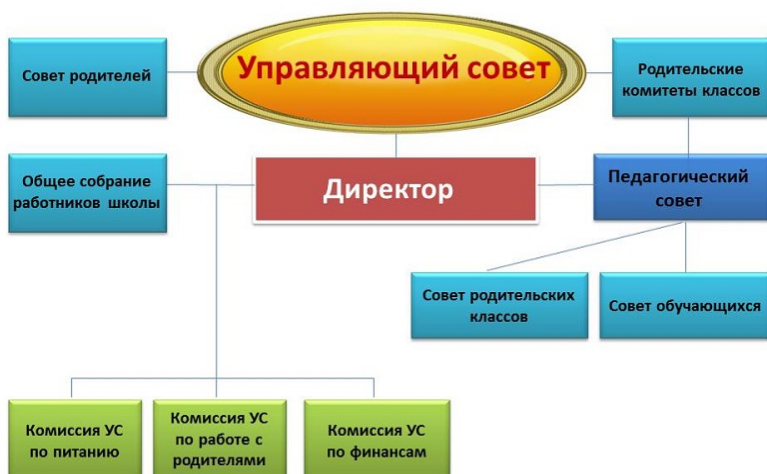 Управляющий совет
Совет родителей
Родительские
комитеты классов
Общее собрание
работников школы
Директор
Педагогический
совет
Совет родительских
классов
Совет обучающихся
Комиссия УС
по питанию
Комиссия УС
по работе с
родителями
Комиссия УС
по финансам